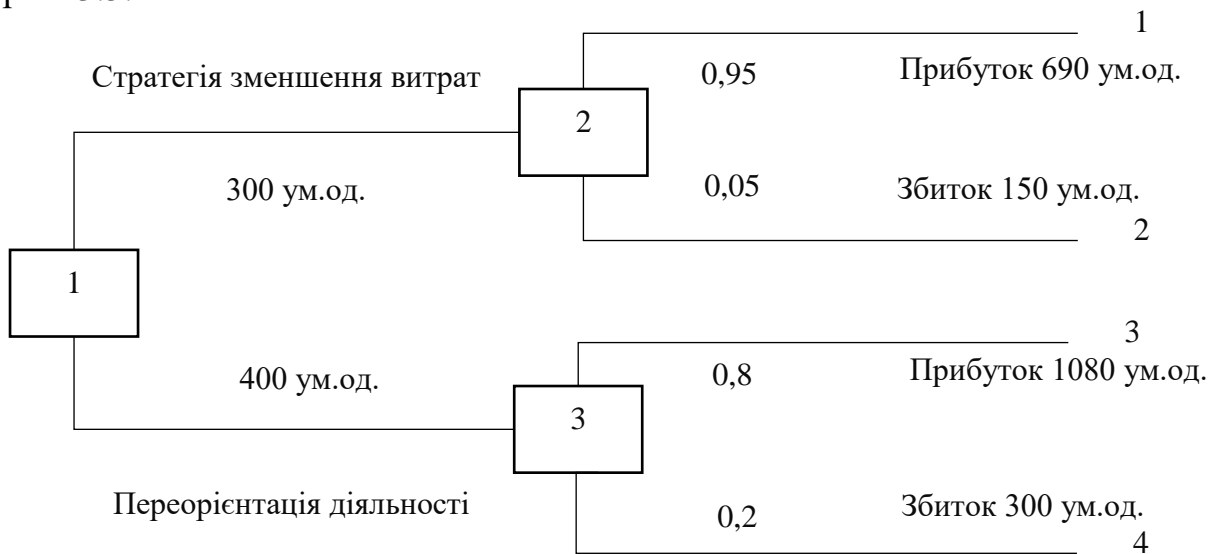 1
Стратегія зменшення витрат
0,95
Прибуток 690 ум.од.
2
300 ум.од.
0,05
Збиток 150 ум.од.
2
1
3
400 ум.од.
0,8
Прибуток 1080 ум.од.
3
Переорієнтація діяльності
0,2
Збиток 300 ум.од.
4